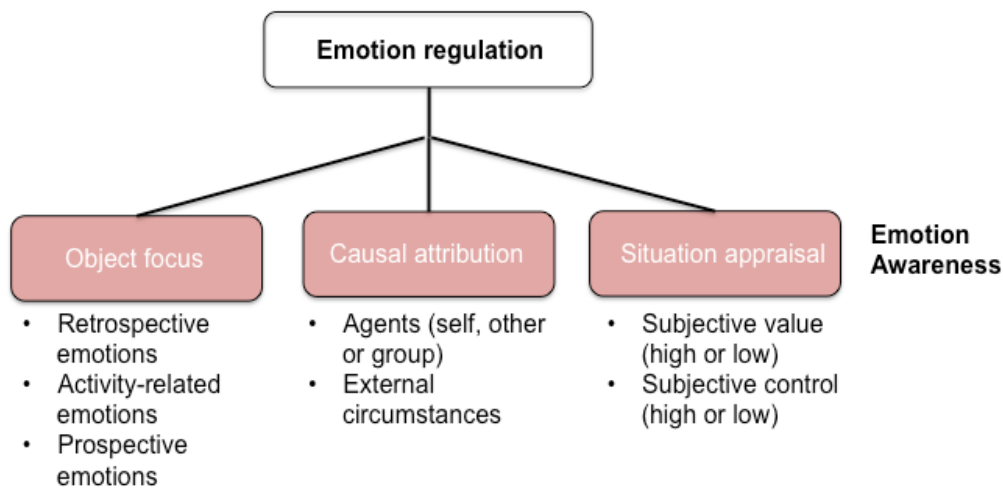 Emotion regulation
Object focus
Causal attribution
Situation appraisal
Emotion
Awareness
• Retrospective
emotions
• Activity-related
emotions
• Prospective
emotions
• Agents (self, other
or group)
• External
circumstances
• Subjective value
(high or low)
• Subjective control
(high or low)